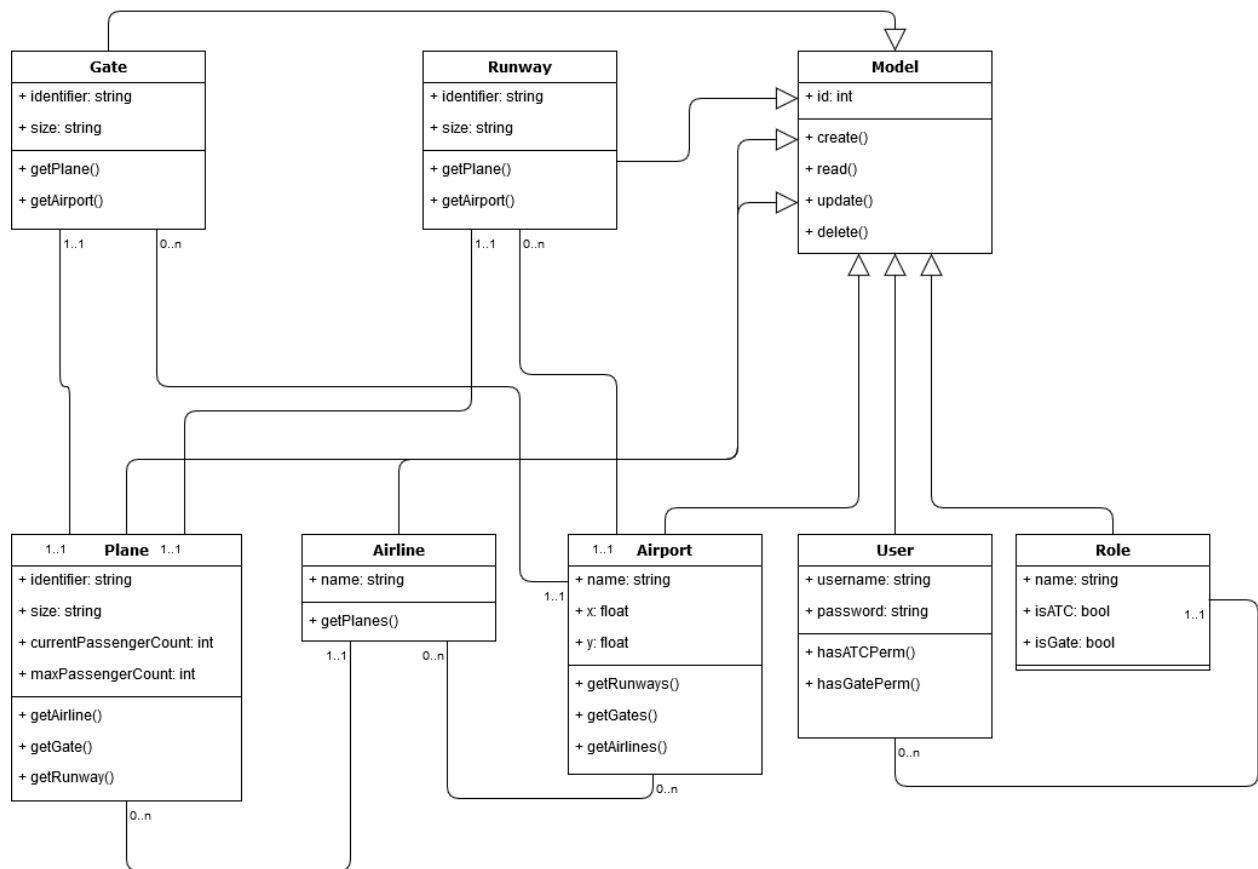 Gate
+ identifier: string
+ size: string
+ getPlane()
+ getAirport()
1..1
0..n
Runway
+ identifier: string
+ size: string
+ getPlane()
+ getAirport()
1..1
0..n
Model
+ id: int
+ create()
+ read()
+ update()
+ delete()
1..1
Plane
1..1
+ identifier: string
+ size: string
+ currentPassengerCount: int
+ maxPassengerCount: int
+ getAirline()
+ getGate()
+ getRunway()
0..n
Airline
+ name: string
+ getPlanes()
1..1
0..n
1..1
Airport
1..1
+ name: string
+ x: float
+ y: float
+ getRunways()
+ getGates()
+ getAirlines()
0..n
User
+ username: string
+ password: string
+ hasATCPerm()
+ hasGatePerm()
0..n
Role
+ name: string
+ isATC: bool
1..1
+ isGate: bool